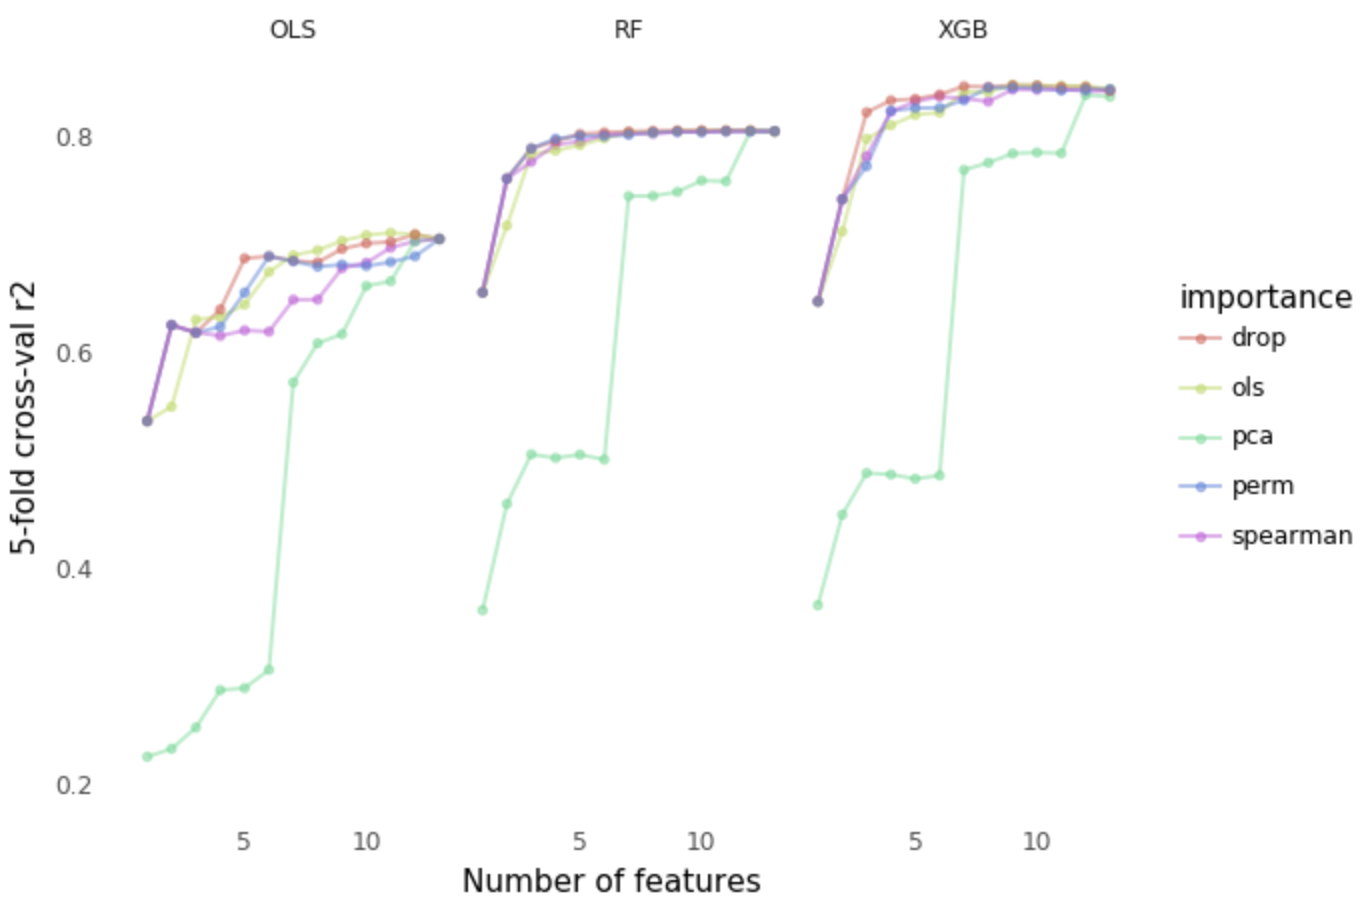 OLS RF XGB
5-fold cross-val r2
0.8
0.6
0.4
0.2
5 10 5 10 5 10
Number of features
importance
drop
ols
pca
perm
spearman